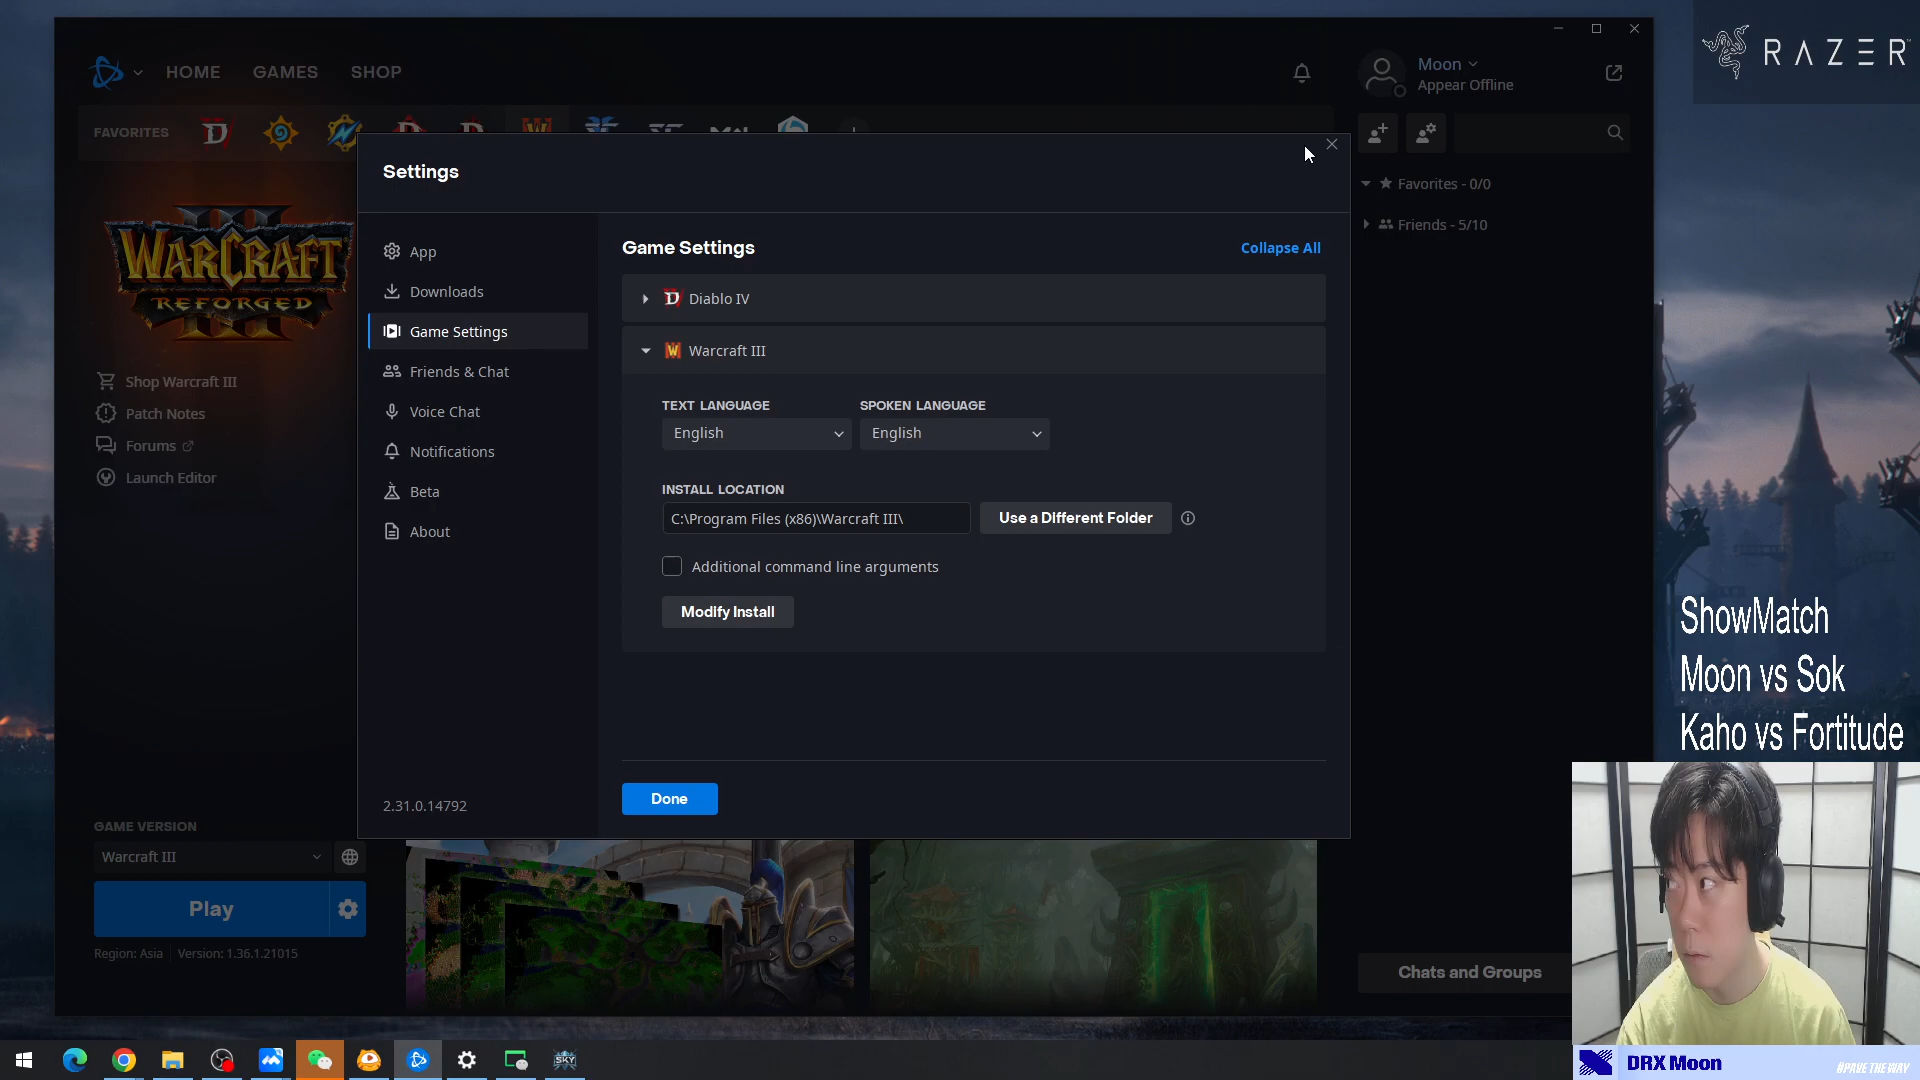 HOME
GAMES
SHOP
Moon
Appear Offline
RAZER
FAVORITES
Settings
Favorites - 0/0
Friends - 5/10
WARCRAFT
III
REFORGED
Shop Warcraft III
Patch Notes
Forums
Launch Editor
App
Downloads
Game Settings
Friends & Chat
Voice Chat
Notifications
Beta
About
2.31.0.14792
Game Settings
Collapse All
Diablo IV
Warcraft III
TEXT LANGUAGE
SPOKEN LANGUAGE
English
English
INSTALL LOCATION
C:\Program Files (x86)\Warcraft III\
Use a Different Folder
Additional command line arguments
Modify Install
Done
GAME VERSION
Warcraft III
Play
Region: Asia
Version: 1.36.1.21015
Chats and Groups
ShowMatch
Moon vs Sok
Kaho vs Fortitude
SKY
DRX Moon
#PAVE THE WAY